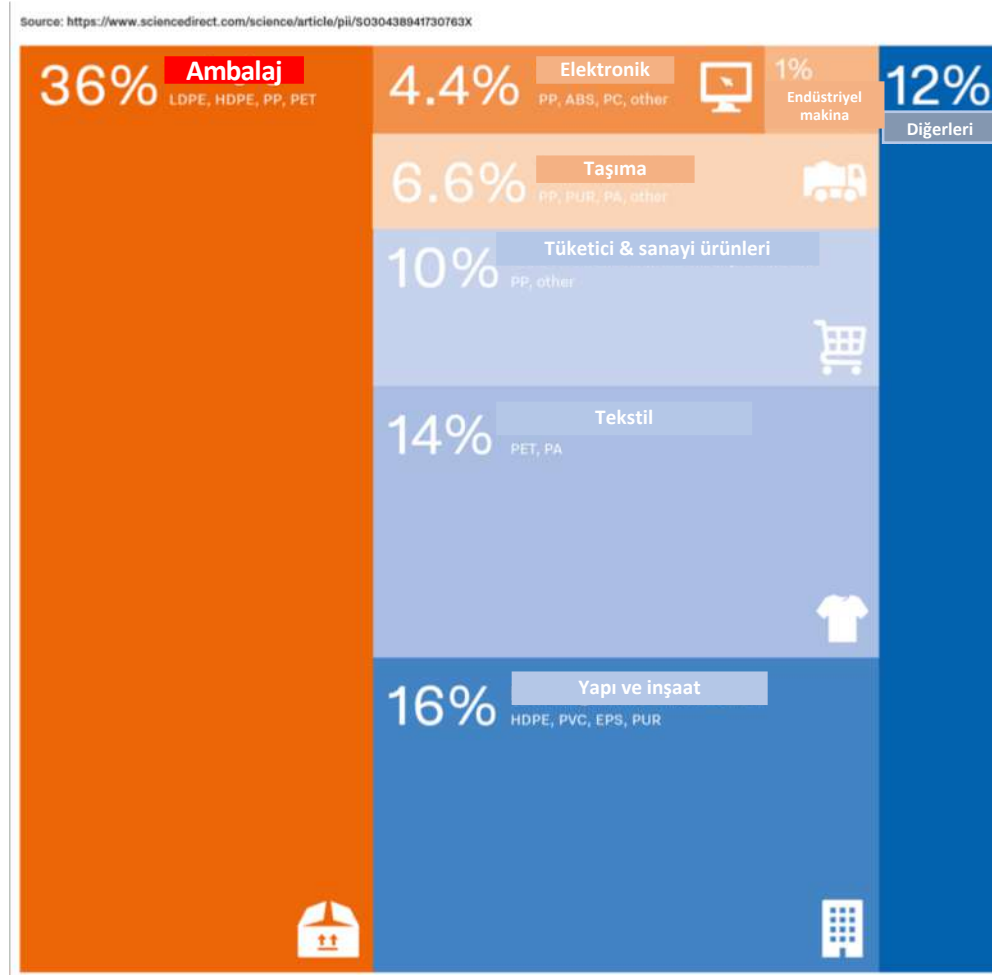 Source: https://www.sciencedirect.com/science/article/pii/S030438941730763X
36% Ambalaj
LDPE, HDPE, PP, PET
4.4% Elektronik
PP, ABS, PC, other
1%
Endüstriyel
makina
12%
Diğerleri
6.6% Taşıma
PP, PUR, PA, other
10% Tüketici & sanayi ürünleri
PP, other
14% Tekstil
PET, PA
16% Yapı ve inşaat
HDPE, PVC, EPS, PUR